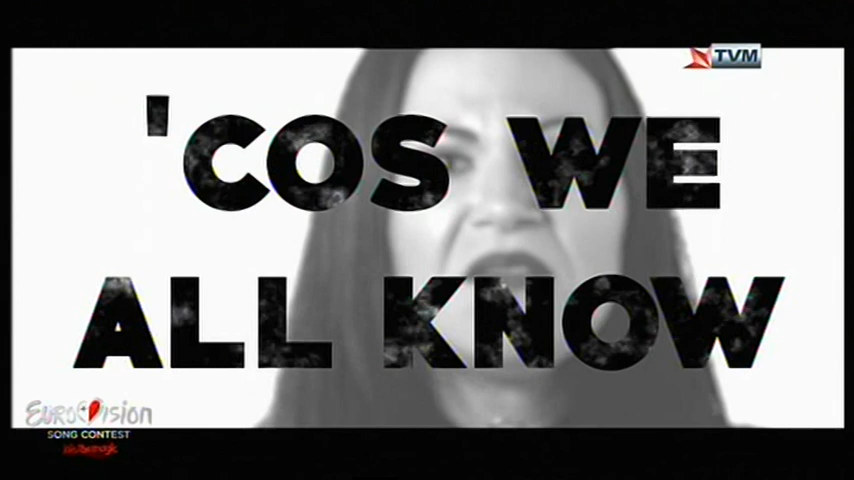 TVM
'COS WE
ALL KNOW
EUROVISION
SONG CONTEST